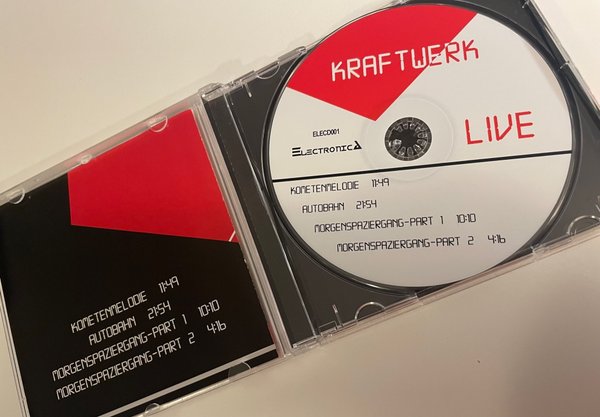 KRAFTWERK
LIVE
ELECD001
ELECTRONICA
KOMETENMELODIE 11:49
AUTOBAHN 21:54
MORGENSPAZIERGANG-PART 1 10:10
MORGENSPAZIERGANG-PART 2 4:16
KOMETENMELODIE 11:49
AUTOBAHN 21:54
MORGENSPAZIERGANG-PART 1 10:10
MORGENSPAZIERGANG-PART 2 4:16